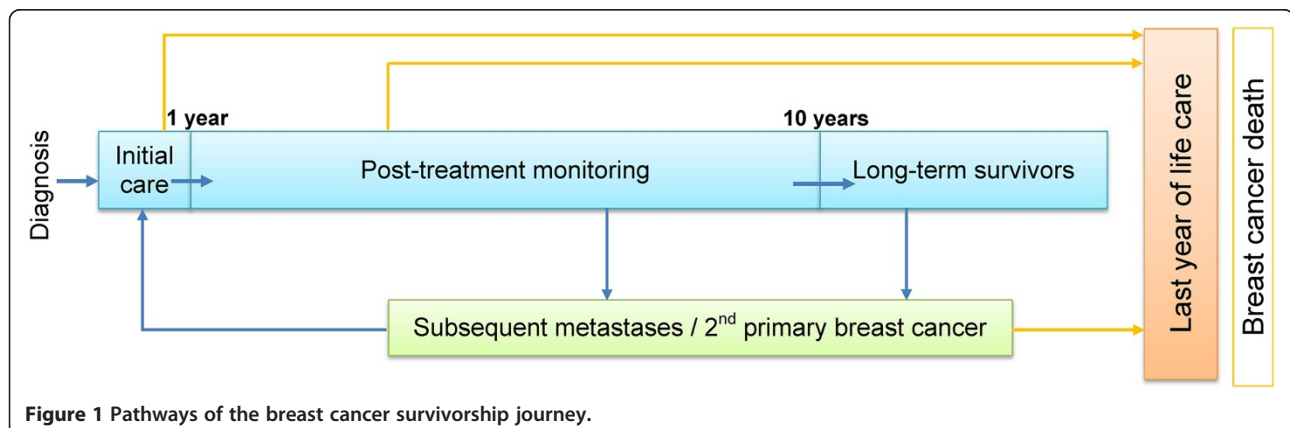 Diagnosis
1 year
10 years
Initial
care
Post-treatment monitoring
Long-term survivors
Subsequent metastases / 2nd primary breast cancer
Last year of life care
Breast cancer death
Figure 1 Pathways of the breast cancer survivorship journey.